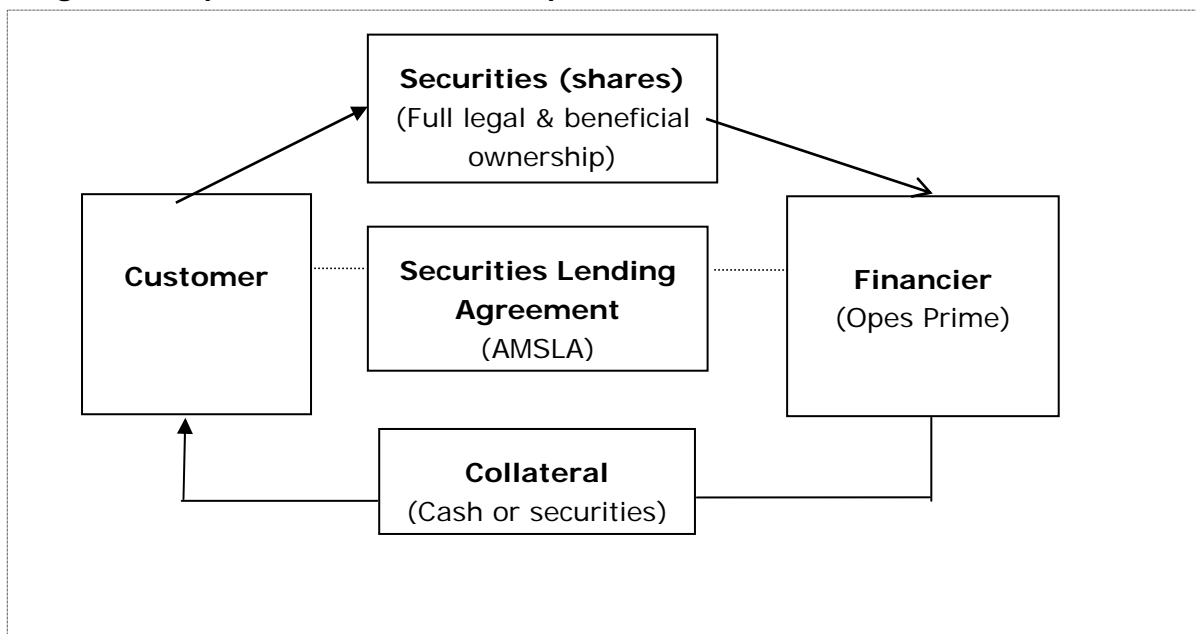 Securities (shares)
(Full legal & beneficial
ownership)
Customer
Securities Lending
Agreement
(AMSLA)
Financier
(Opes Prime)
Collateral
(Cash or securities)